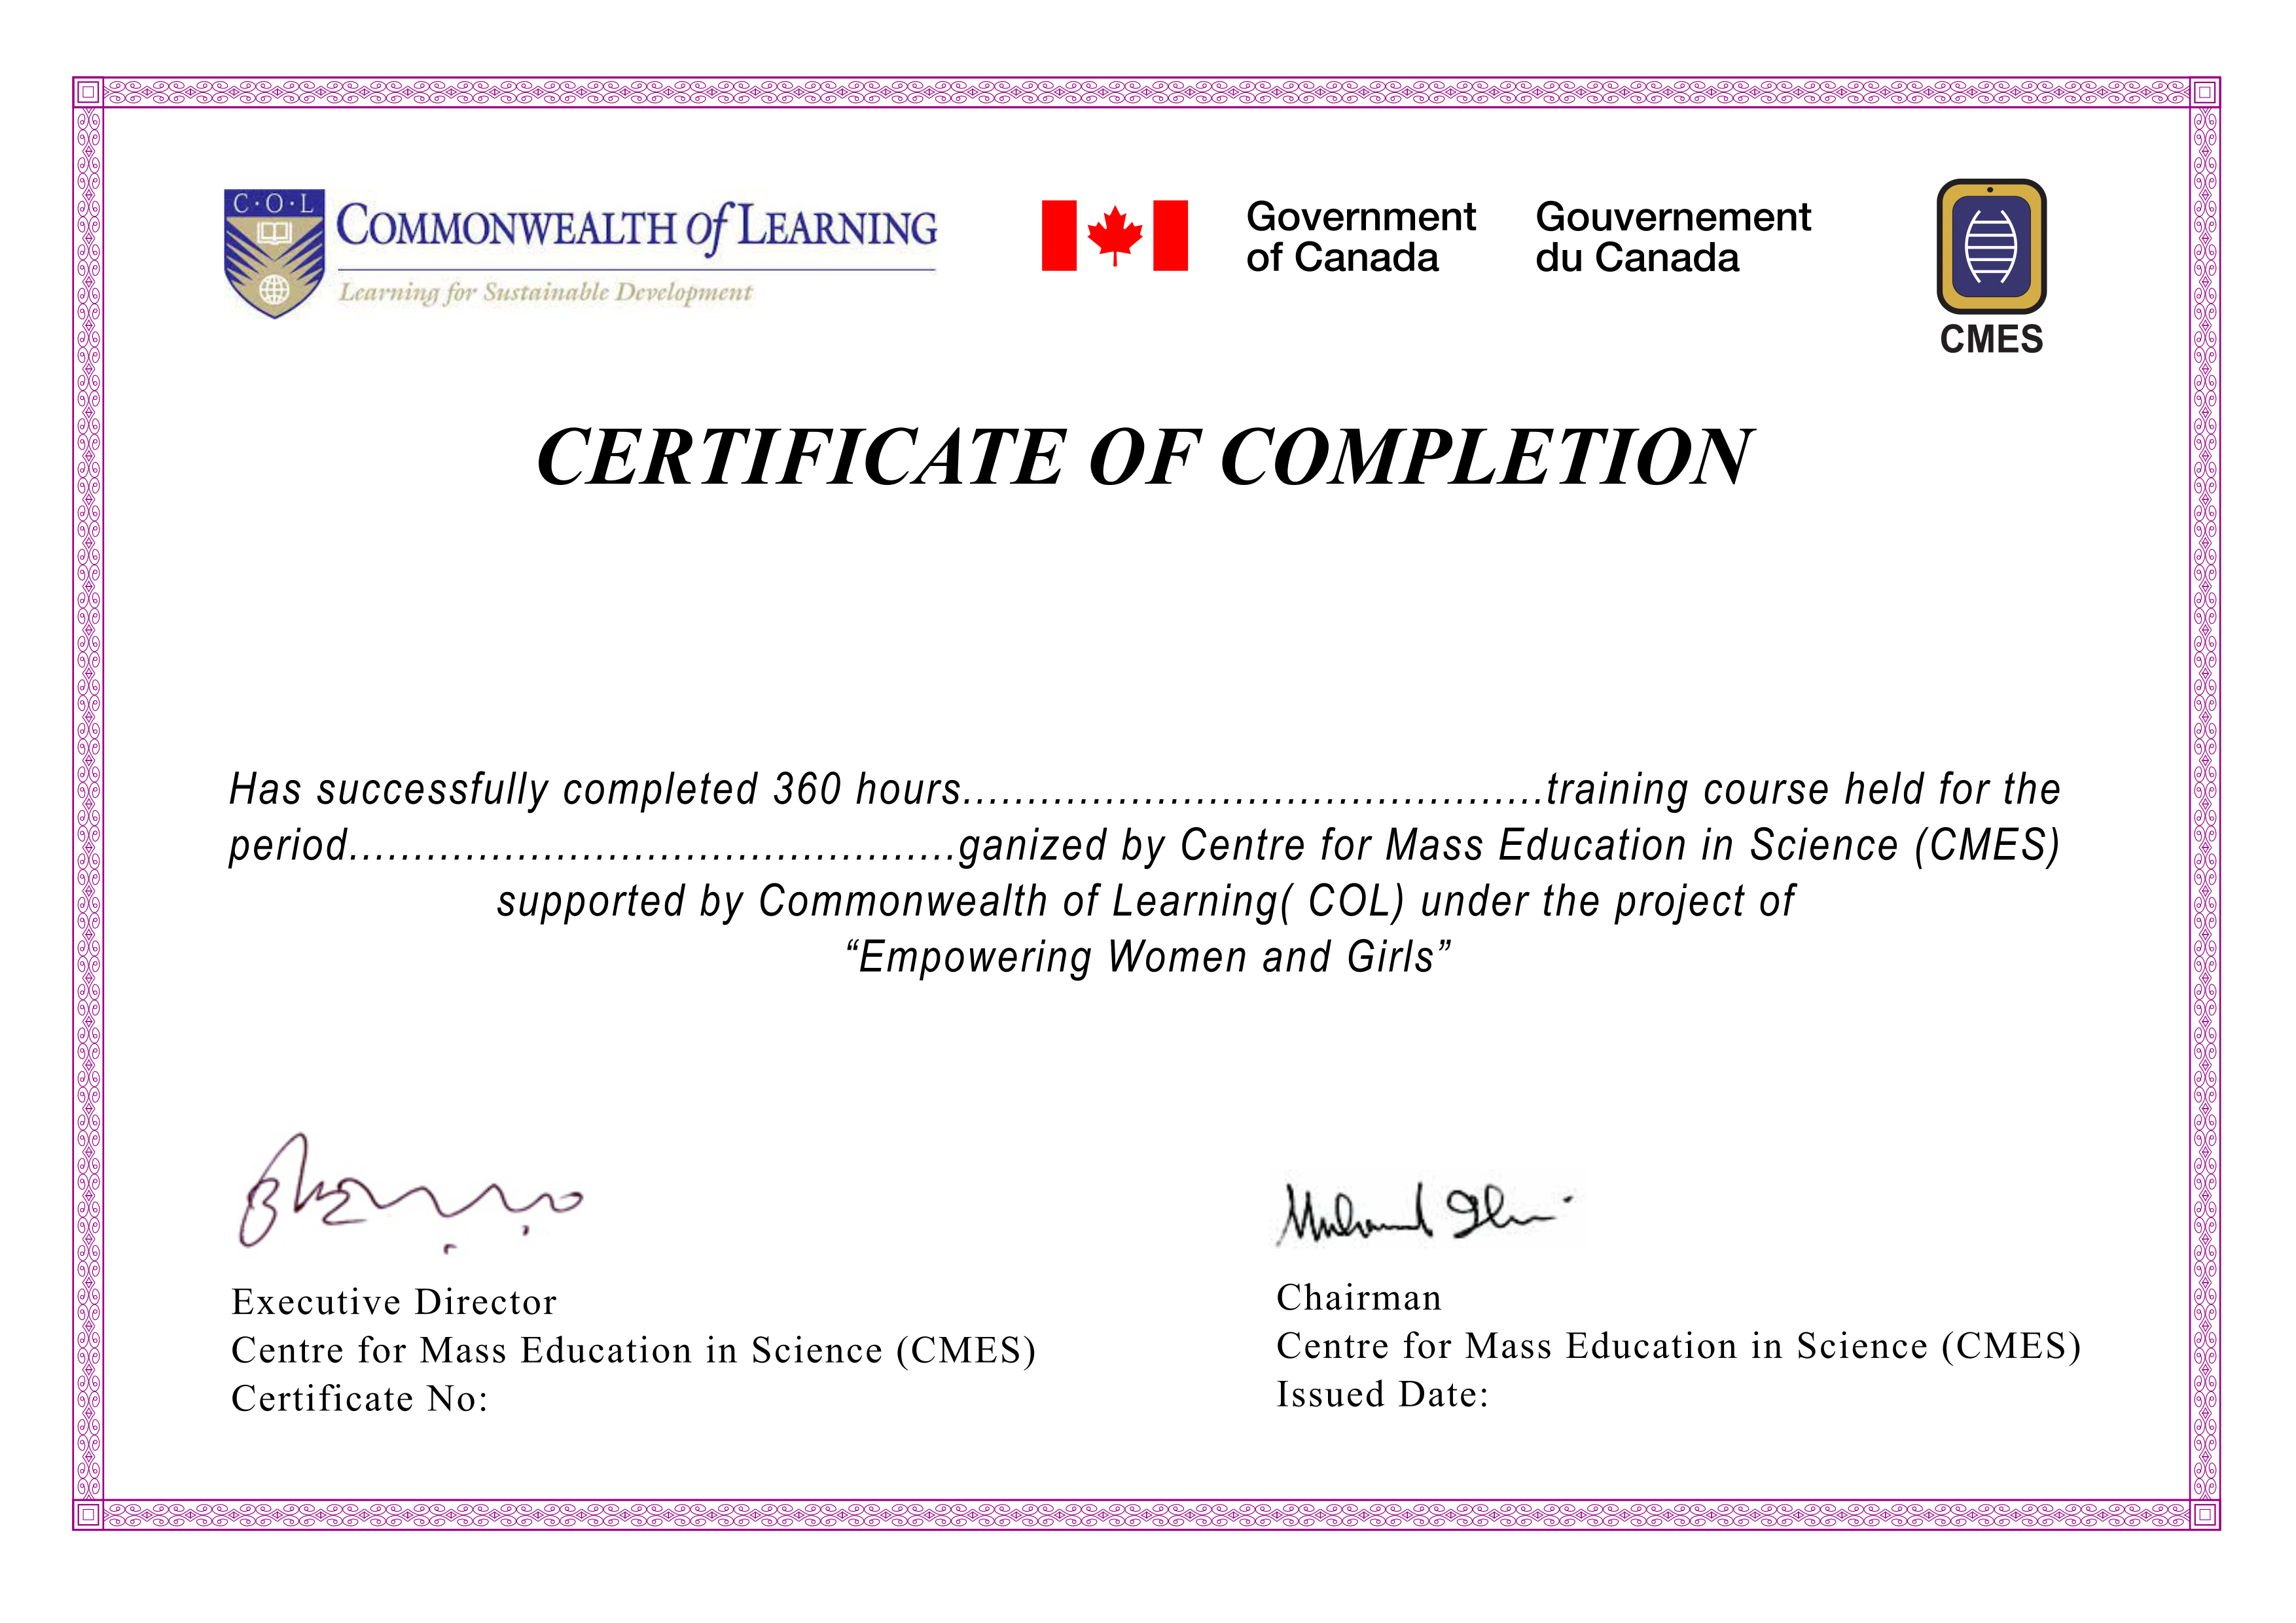 C·O·L
COMMONWEALTH of LEARNING
Learning for Sustainable Development
Government of Canada
Gouvernement du Canada
CMES
CERTIFICATE OF COMPLETION
Has successfully completed 360 hours.............................................training course held for the
period...............................................ganized by Centre for Mass Education in Science (CMES)
supported by Commonwealth of Learning( COL) under the project of
“Empowering Women and Girls”
Executive Director
Centre for Mass Education in Science (CMES)
Certificate No:
Chairman
Centre for Mass Education in Science (CMES)
Issued Date: